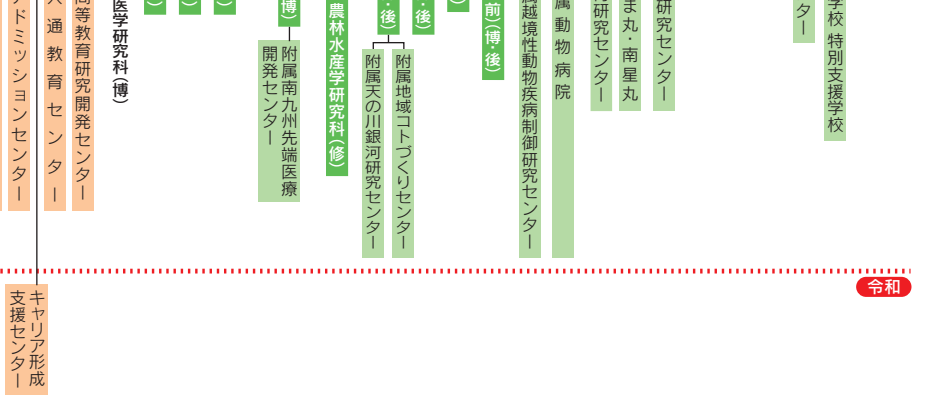 学校 特別支援学校
ター
研究センター
ま丸・南星丸
研究センター
属動物病院
属越境性動物疾病制御研究センター
前)(博・後)
)
・後)
附属地域コトづくりセンター
・後)
附属天の川銀河研究センター
農林水産学研究科(修)
博)
附属南九州先端医療
開発センター
)
)
)
医学研究科(博)
高等教育研究開発センター
通教育センター
アドミッションセンター
令和
キャリア形成
支援センター